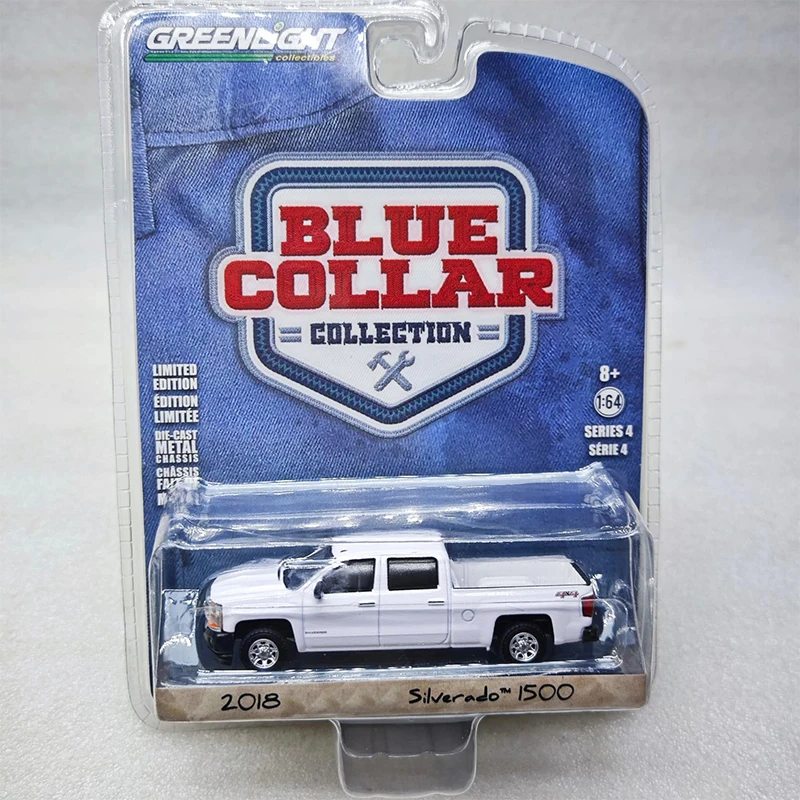 GREENLIGHT
collectibles
BLUE
COLLAR
COLLECTION
LIMITED
EDITION
ÉDITION
LIMITÉE
DIE-CAST
METAL
CHASSIS
CHÂSSIS
8+
1:64
SERIES 4
SÉRIE 4
4X4
2018 Silverado™ 1500